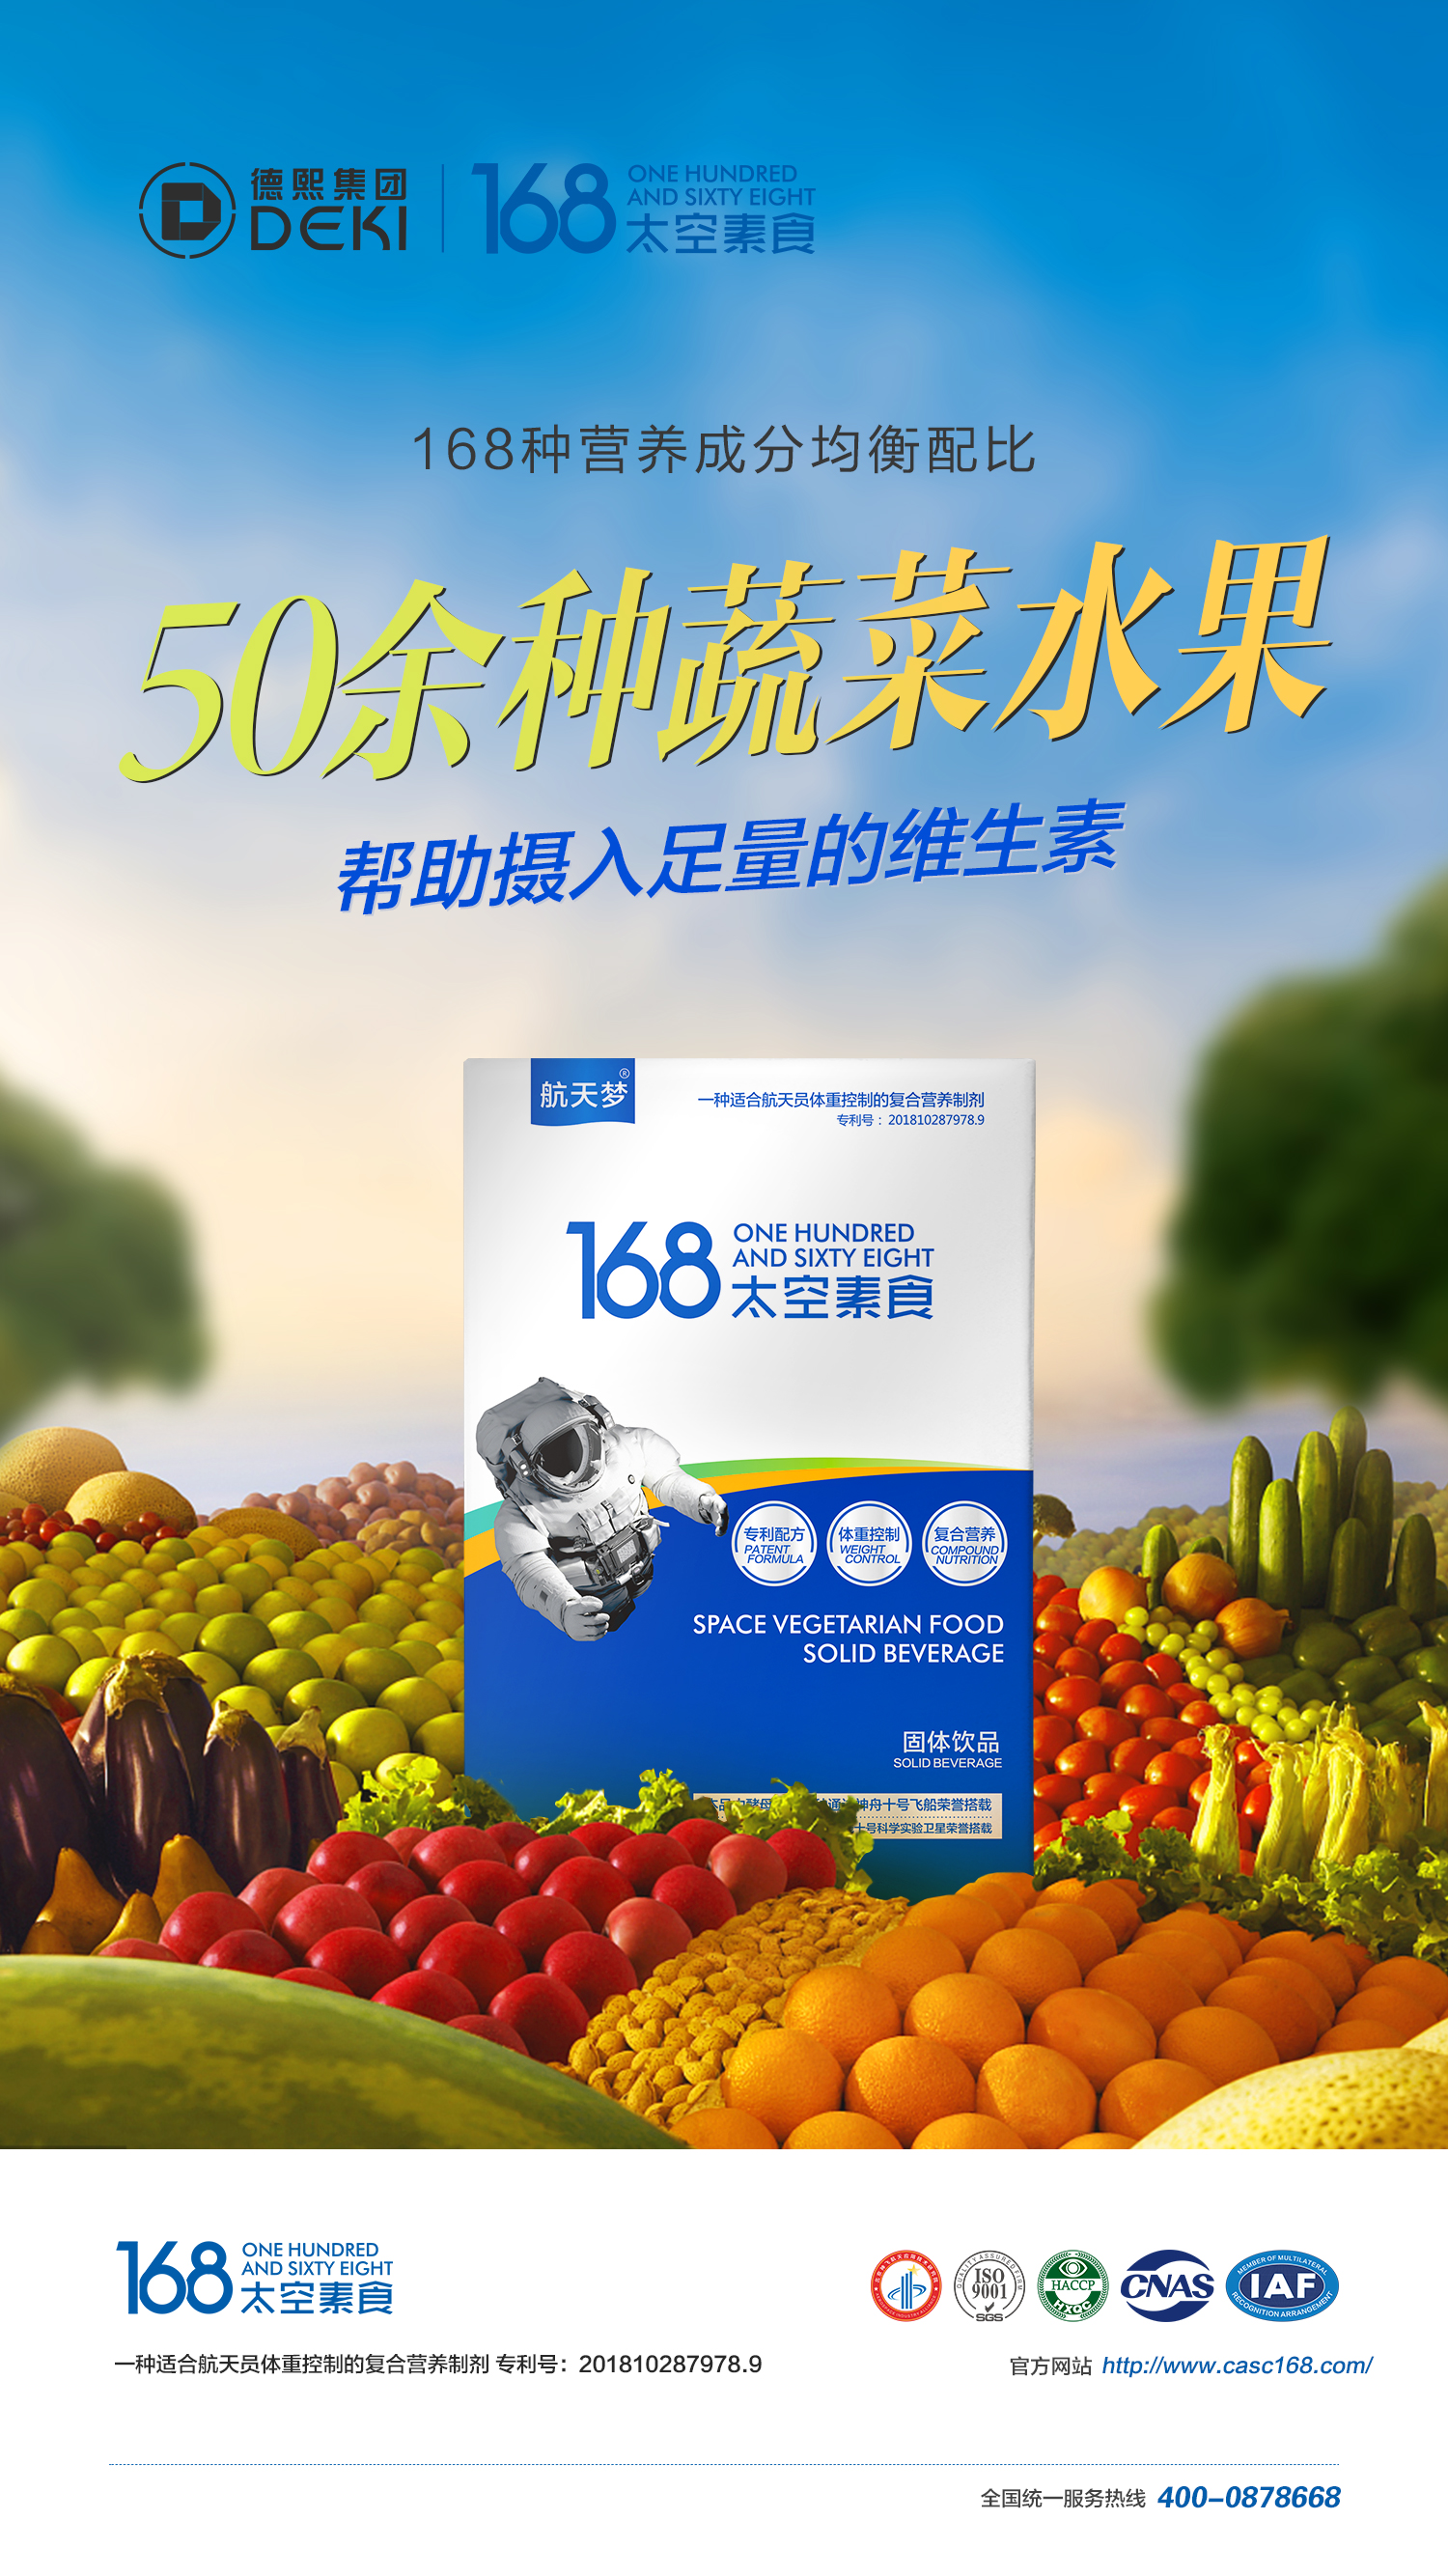 德熙集团
DEKI
168
ONE HUNDRED
AND SIXTY EIGHT
太空素食
168种营养成分均衡配比
50余种蔬菜水果
帮助摄入足量的维生素
航天梦®
一种适合航天员体重控制的复合营养制剂
专利号：201810287978.9
168
ONE HUNDRED
AND SIXTY EIGHT
太空素食
专利配方
PATENT
FORMULA
体重控制
WEIGHT
CONTROL
复合营养
COMPOUND
NUTRITION
SPACE VEGETARIAN FOOD
SOLID BEVERAGE
固体饮品
SOLID BEVERAGE
神舟十号飞船荣誉搭载
十号科学实验卫星荣誉搭载
168
ONE HUNDRED
AND SIXTY EIGHT
太空素食
QUALITY ASSURED FIRM
ISO
9001
SGS
HACCP
HXQC
CNAS
MEMBER OF MULTILATERAL
IAF
RECOGNITION ARRANGEMENT
一种适合航天员体重控制的复合营养制剂 专利号：201810287978.9
官方网站 http://www.casc168.com/
全国统一服务热线 400-0878668